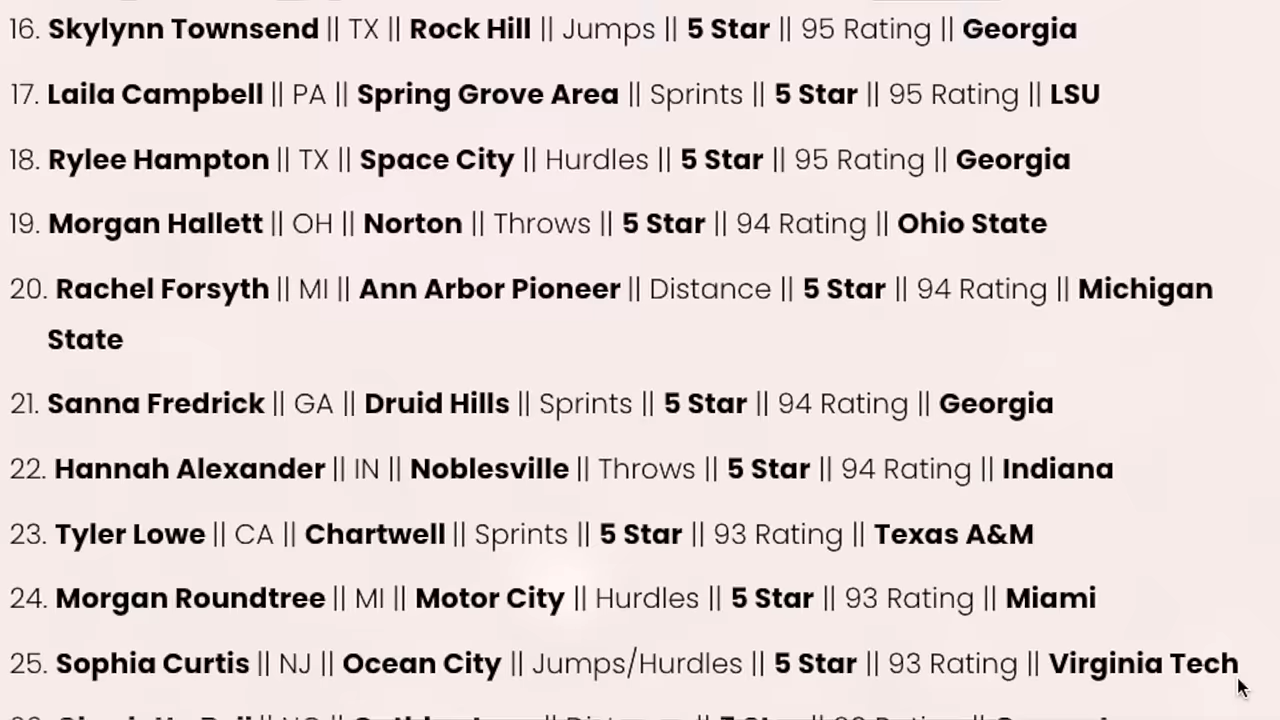 16. Skylynn Townsend || TX || Rock Hill || Jumps || 5 Star || 95 Rating || Georgia
17. Laila Campbell || PA || Spring Grove Area || Sprints || 5 Star || 95 Rating || LSU
18. Rylee Hampton || TX || Space City || Hurdles || 5 Star || 95 Rating || Georgia
19. Morgan Hallett || OH || Norton || Throws || 5 Star || 94 Rating || Ohio State
20. Rachel Forsyth || MI || Ann Arbor Pioneer || Distance || 5 Star || 94 Rating || Michigan
State
21. Sanna Fredrick || GA || Druid Hills || Sprints || 5 Star || 94 Rating || Georgia
22. Hannah Alexander || IN || Noblesville || Throws || 5 Star || 94 Rating || Indiana
23. Tyler Lowe || CA || Chartwell || Sprints || 5 Star || 93 Rating || Texas A&M
24. Morgan Roundtree || MI || Motor City || Hurdles || 5 Star || 93 Rating || Miami
25. Sophia Curtis || NJ || Ocean City || Jumps/Hurdles || 5 Star || 93 Rating || Virginia Tech